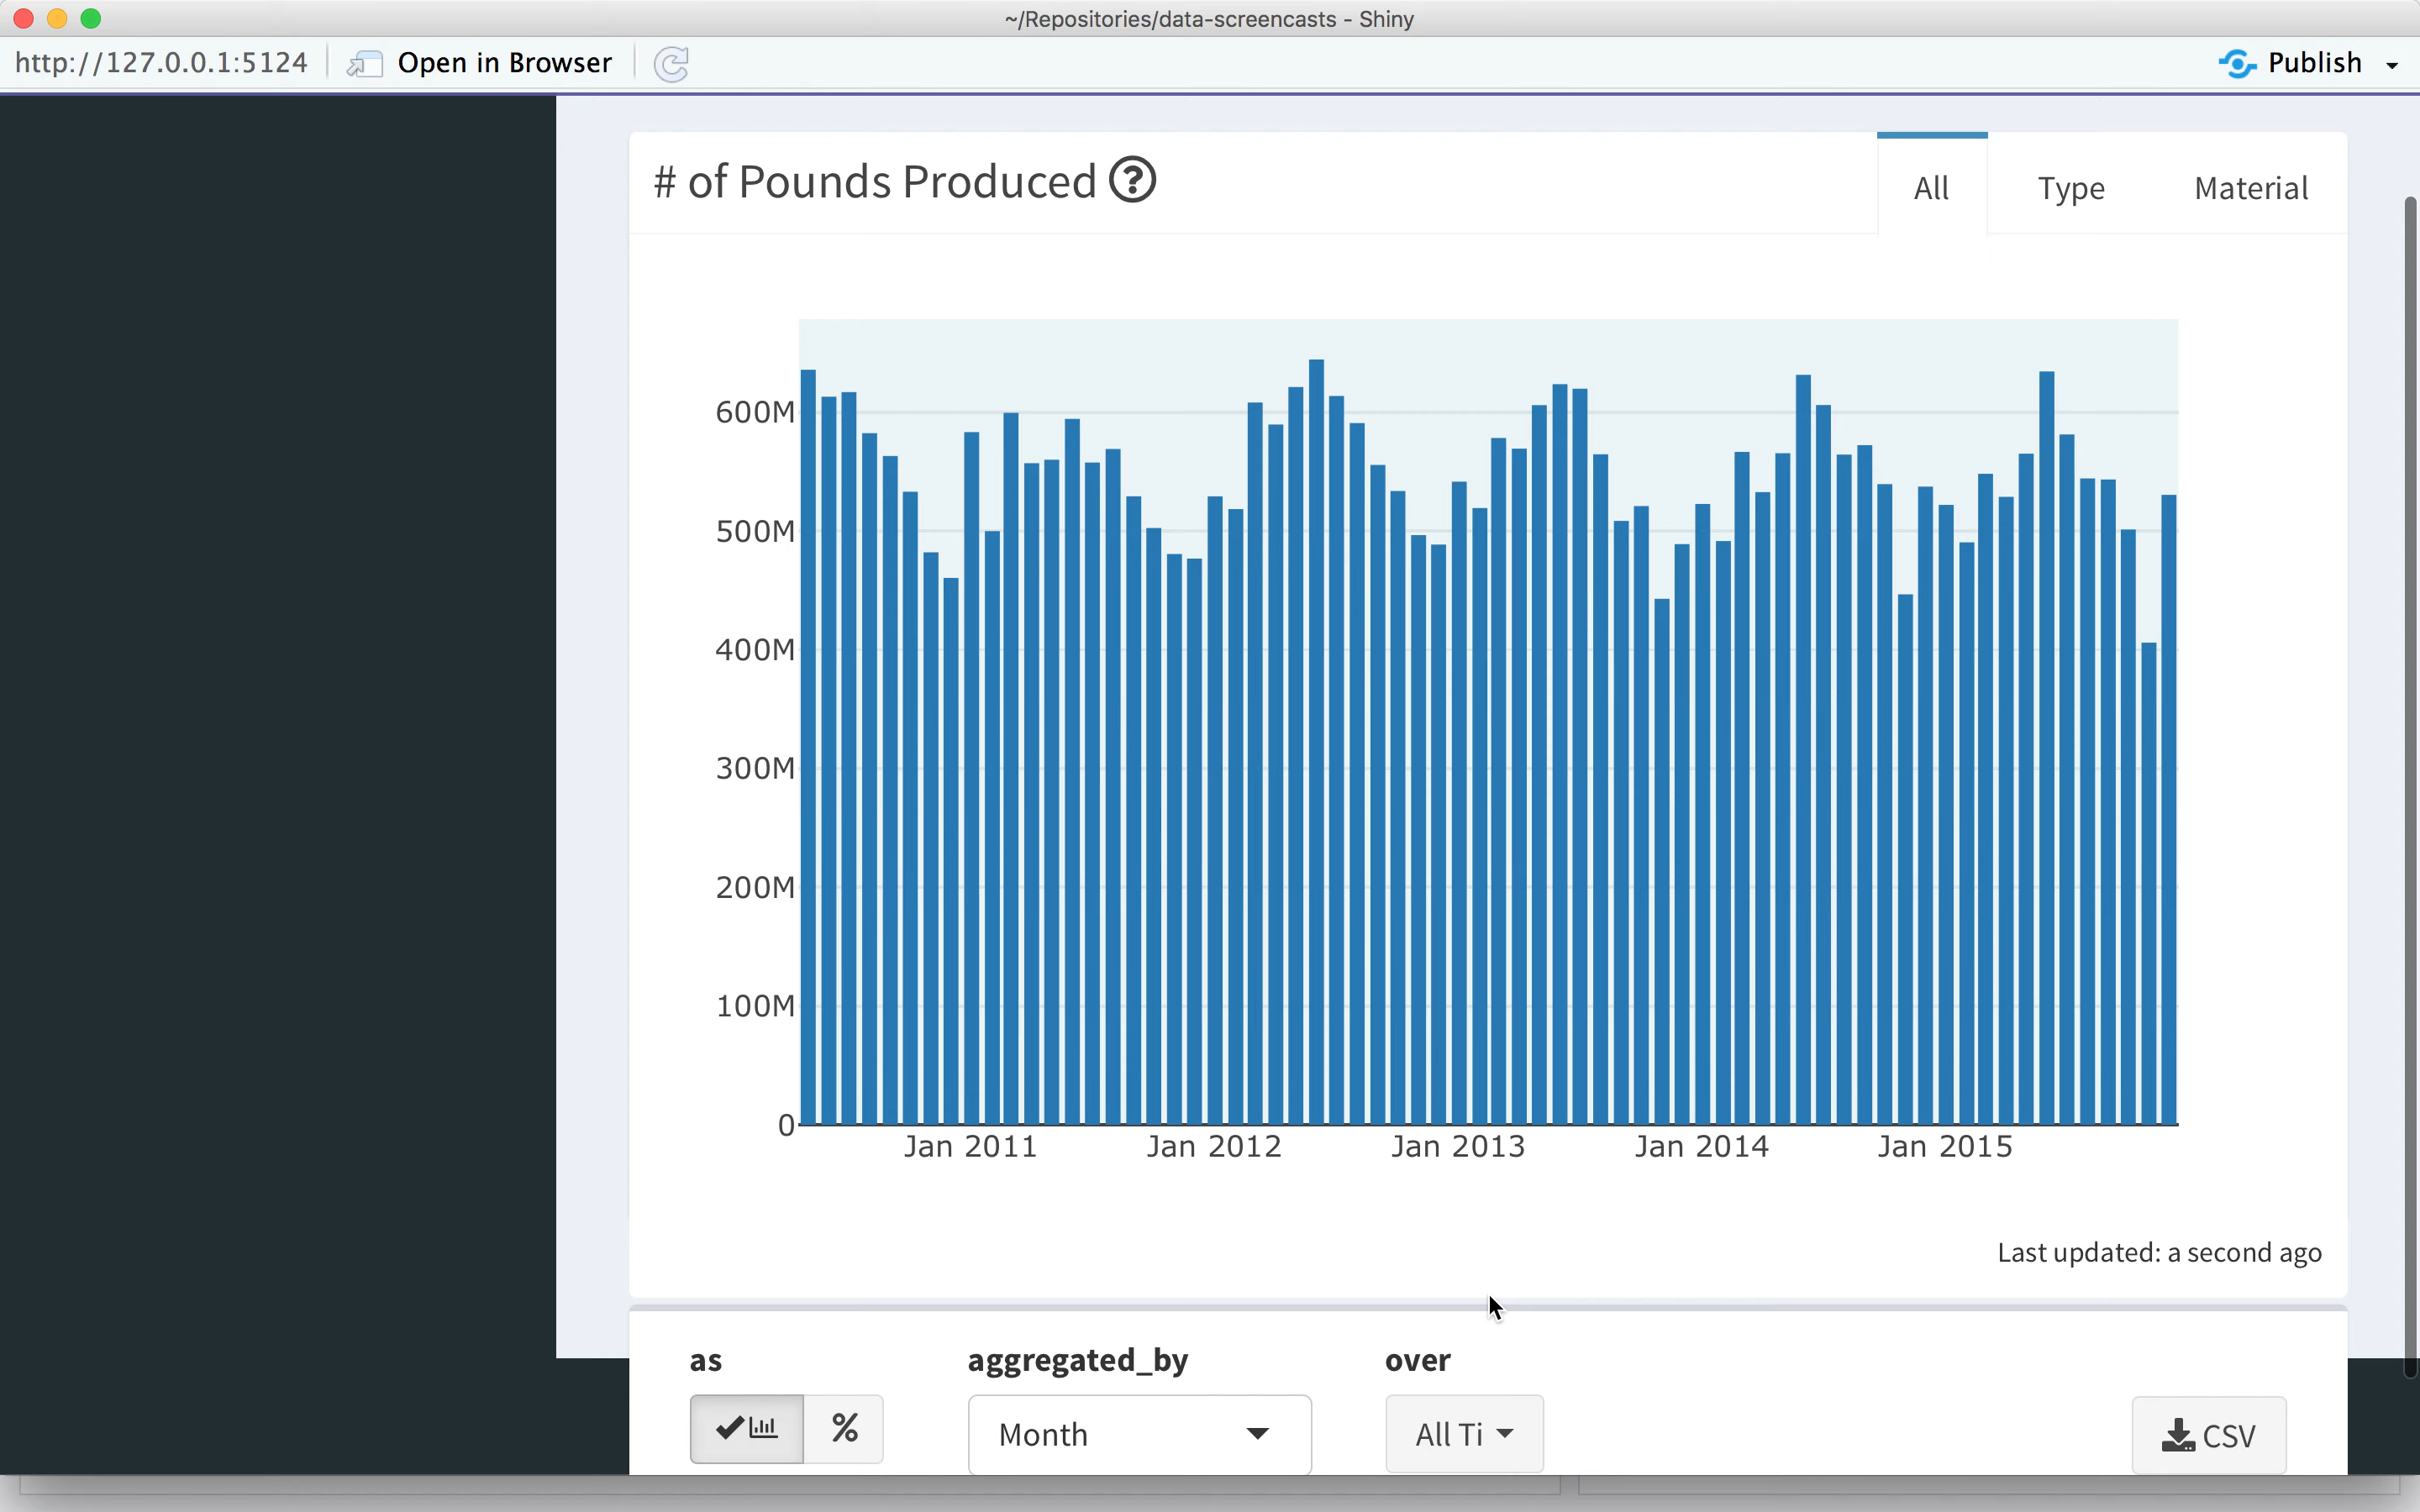 ~/Repositories/data-screencasts - Shiny
http://127.0.0.1:5124 Open in Browser Publish
# of Pounds Produced ? All Type Material
600M
500M
400M
300M
200M
100M
0
Jan 2011 Jan 2012 Jan 2013 Jan 2014 Jan 2015
Last updated: a second ago
as aggregated_by over
% Month All Ti CSV